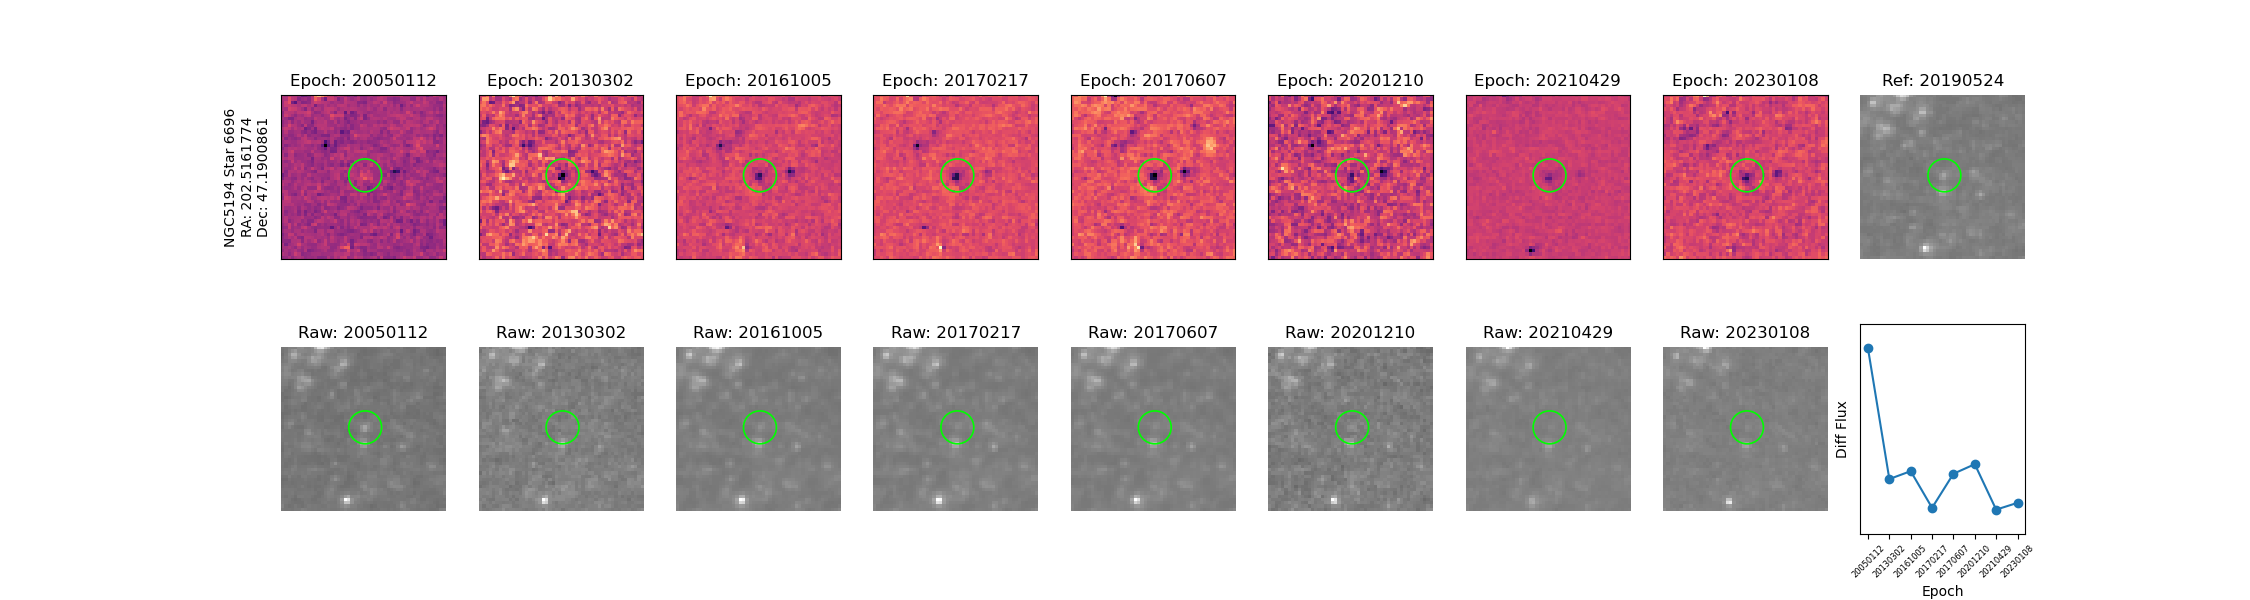 NGC5194 Star 6696
RA: 202.5161774
Dec: 47.1900861
Epoch: 20050112
Epoch: 20130302
Epoch: 20161005
Epoch: 20170217
Epoch: 20170607
Epoch: 20201210
Epoch: 20210429
Epoch: 20230108
Ref: 20190524
Raw: 20050112
Raw: 20130302
Raw: 20161005
Raw: 20170217
Raw: 20170607
Raw: 20201210
Raw: 20210429
Raw: 20230108
Diff Flux
20050112
20130302
20161005
20170217
20170607
20201210
20210429
20230108
Epoch